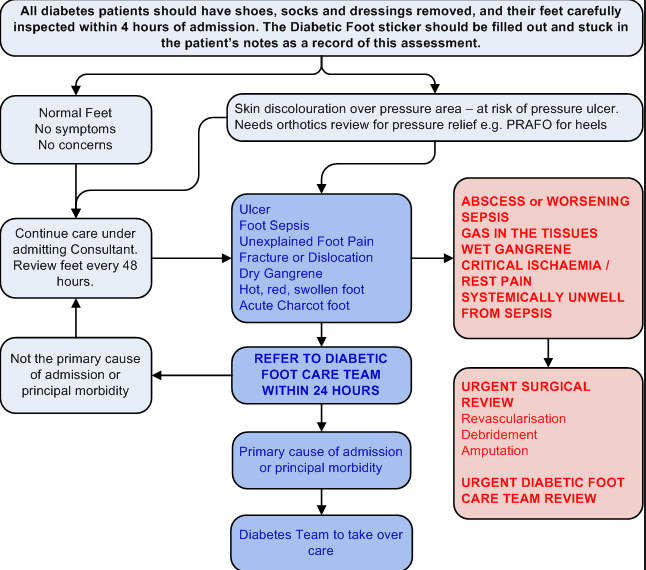 All diabetes patients should have shoes, socks and dressings removed, and their feet carefully
inspected within 4 hours of admission. The Diabetic Foot sticker should be filled out and stuck in
the patient's notes as a record of this assessment.
Normal Feet
No symptoms
No concerns
Skin discolouration over pressure area – at risk of pressure ulcer.
Needs orthotics review for pressure relief e.g. PRAFO for heels
Continue care under
admitting Consultant.
Review feet every 48
hours.
Ulcer
Foot Sepsis
Unexplained Foot Pain
Fracture or Dislocation
Dry Gangrene
Hot, red, swollen foot
Acute Charcot foot
ABSCESS or WORSENING
SEPSIS
GAS IN THE TISSUES
WET GANGRENE
CRITICAL ISCHAEMIA /
REST PAIN
SYSTEMICALLY UNWELL
FROM SEPSIS
Not the primary cause
of admission or
principal morbidity
REFER TO DIABETIC
FOOT CARE TEAM
WITHIN 24 HOURS
URGENT SURGICAL
REVIEW
Revascularisation
Debridement
Amputation
URGENT DIABETIC FOOT
CARE TEAM REVIEW
Primary cause of admission
or principal morbidity
Diabetes Team to take over
care